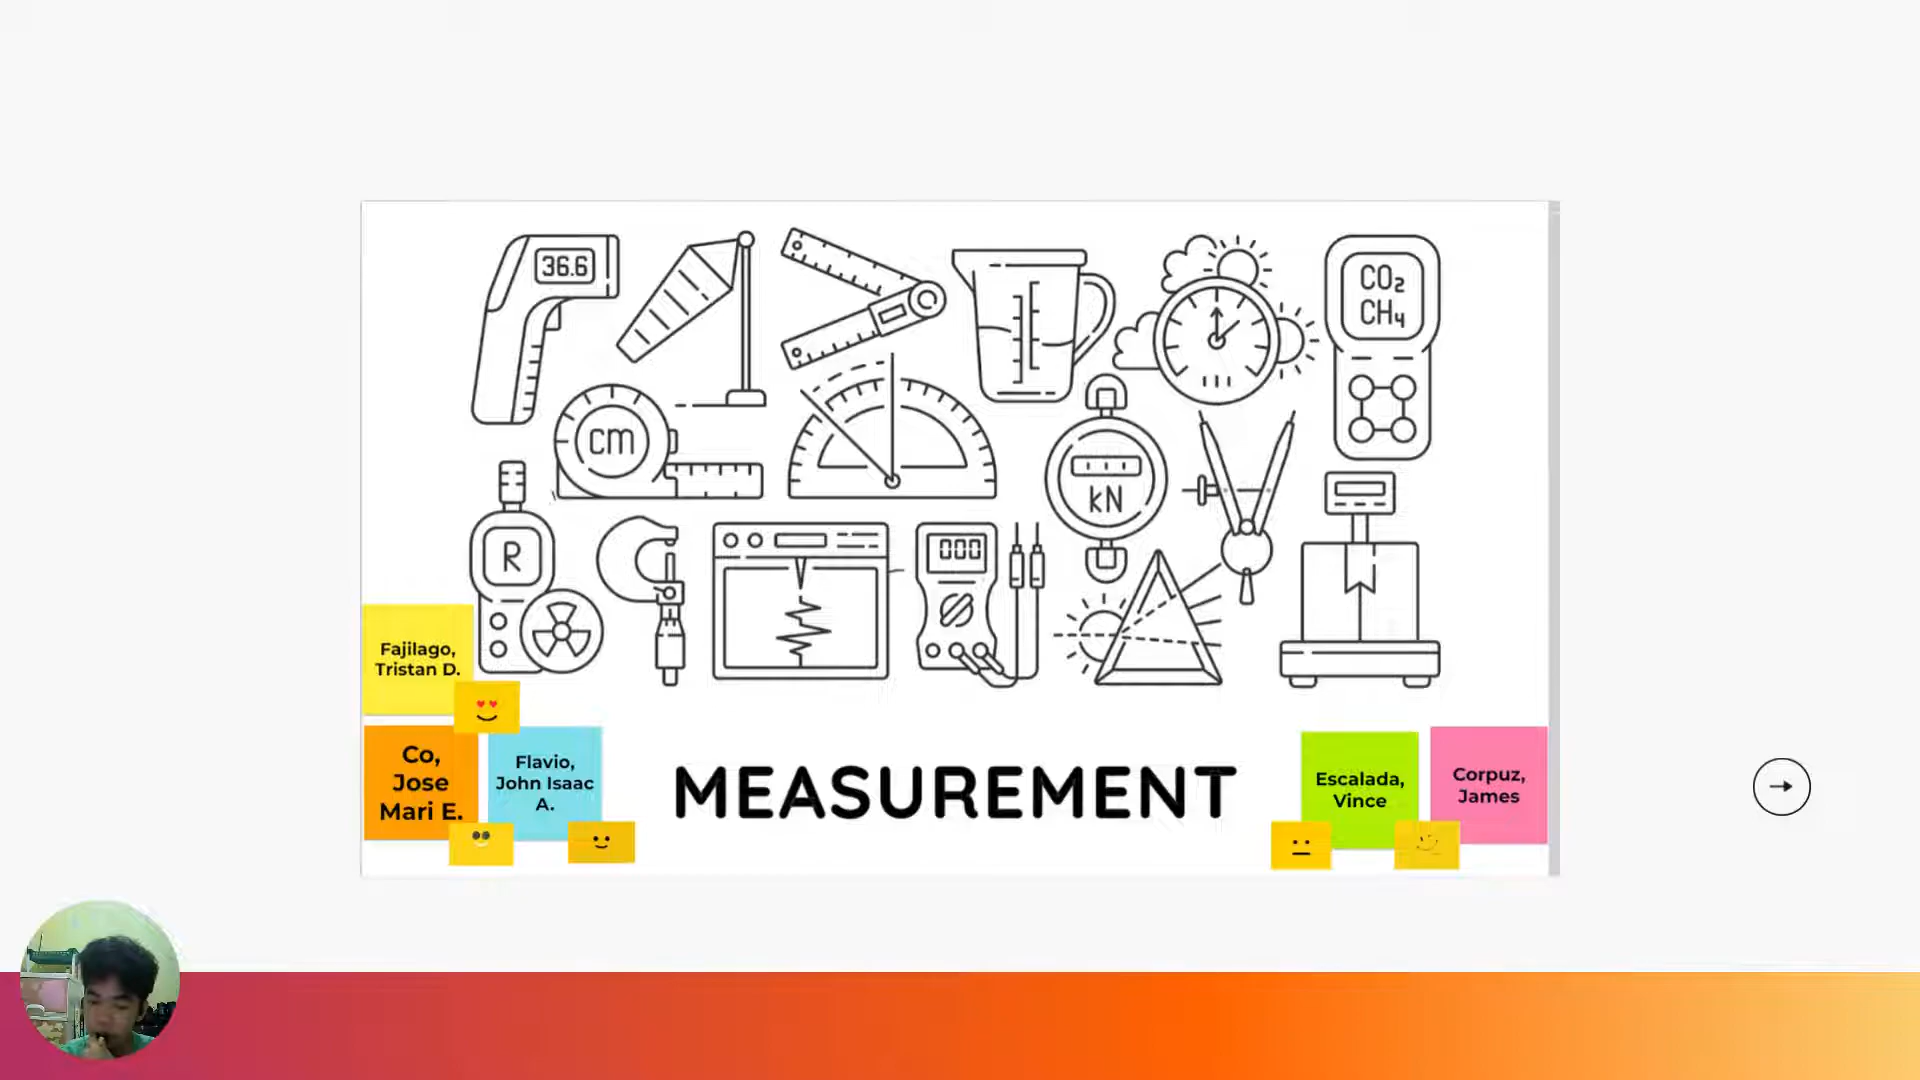 36.6
CO₂
CH₄
cm
kN
R
000
Fajilago,
Tristan D.
Co,
Jose
Mari E.
Flavio,
John Isaac
A.
MEASUREMENT
Escalada,
Vince
Corpuz,
James